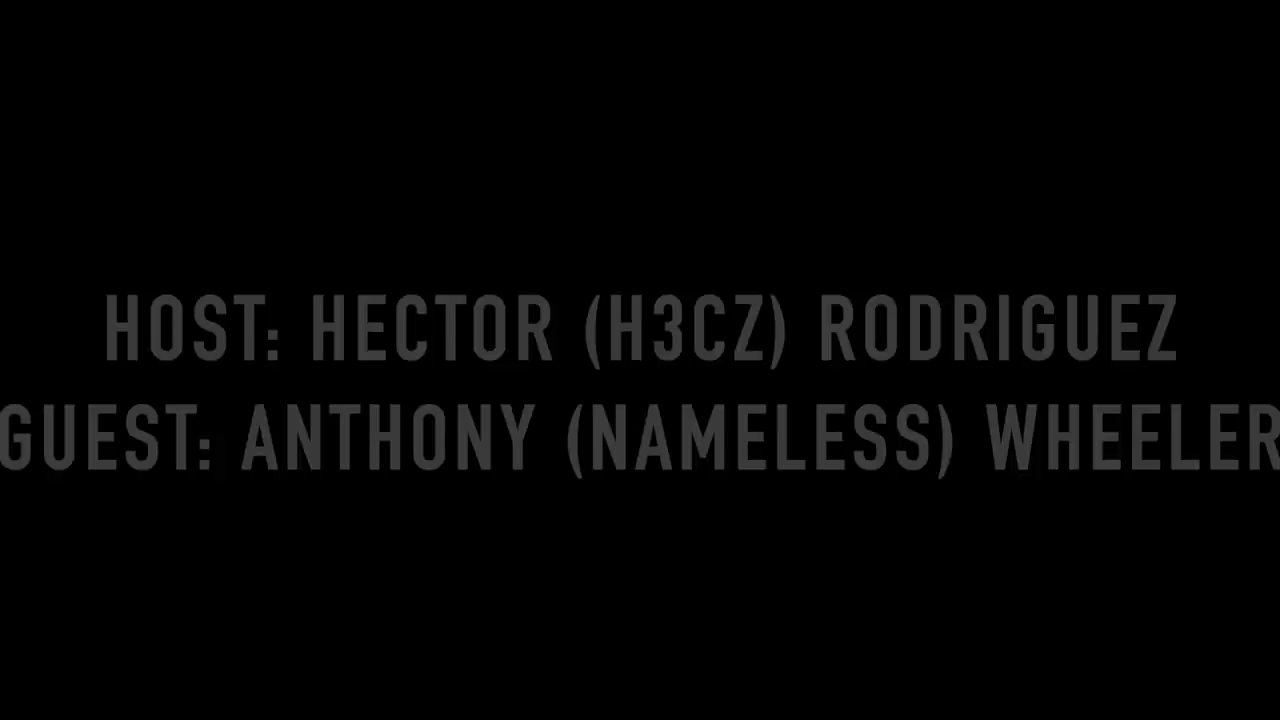 HOST: HECTOR (H3CZ) RODRIGUEZ
GUEST: ANTHONY (NAMELESS) WHEELER